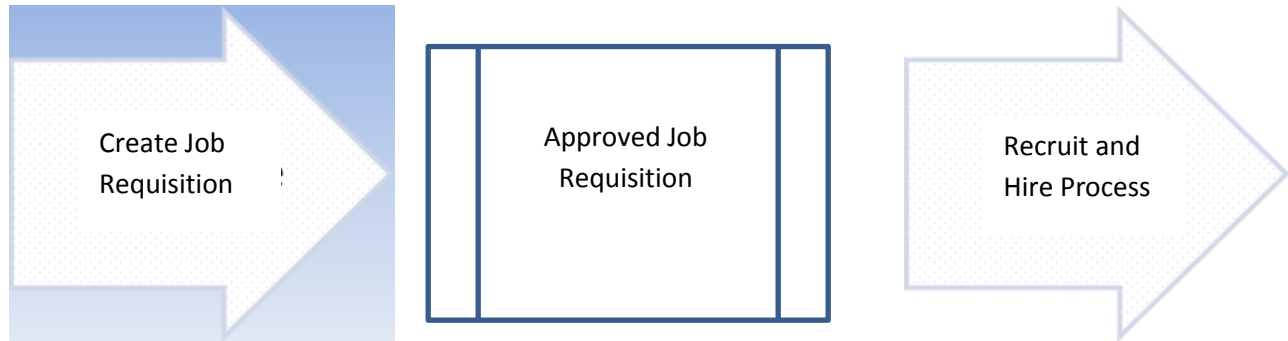 Create Job
Requisition
Approved Job
Requisition
Recruit and
Hire Process